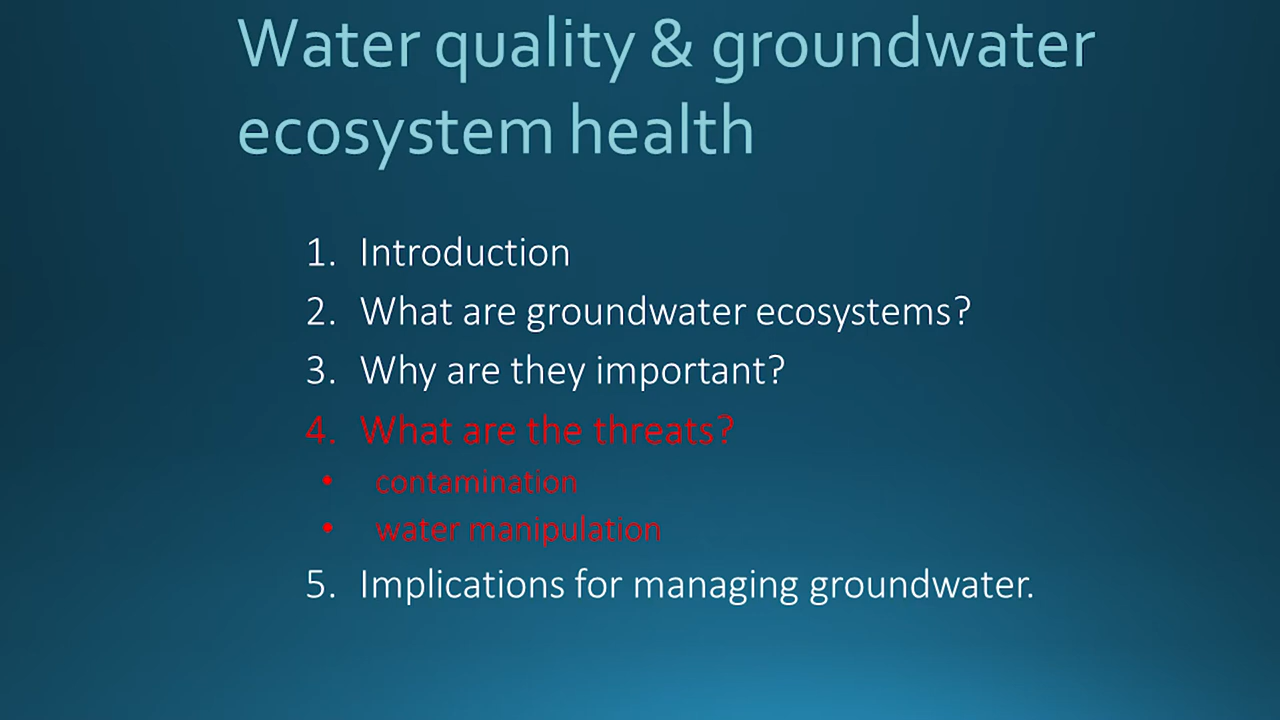 Water quality & groundwater
ecosystem health
1. Introduction
2. What are groundwater ecosystems?
3. Why are they important?
4. What are the threats?
• contamination
• water manipulation
5. Implications for managing groundwater.